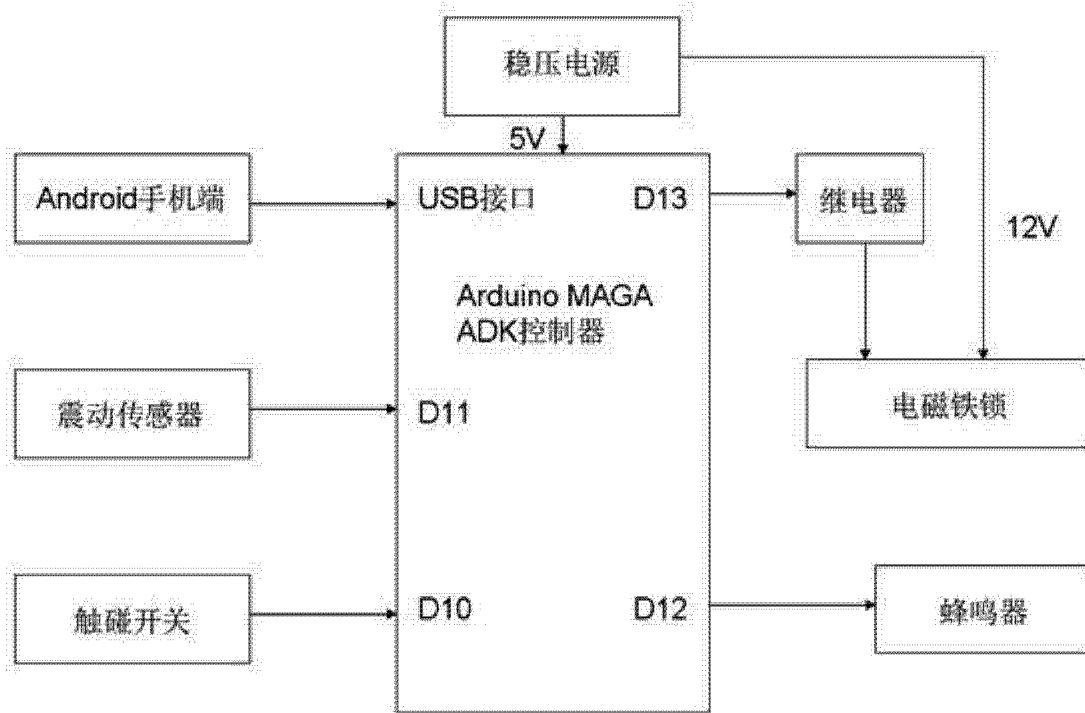 稳压电源
5V
Android手机端
USB接口
D13
继电器
12V
Arduino MAGA
ADK控制器
震动传感器
D11
电磁铁锁
触碰开关
D10
D12
蜂鸣器